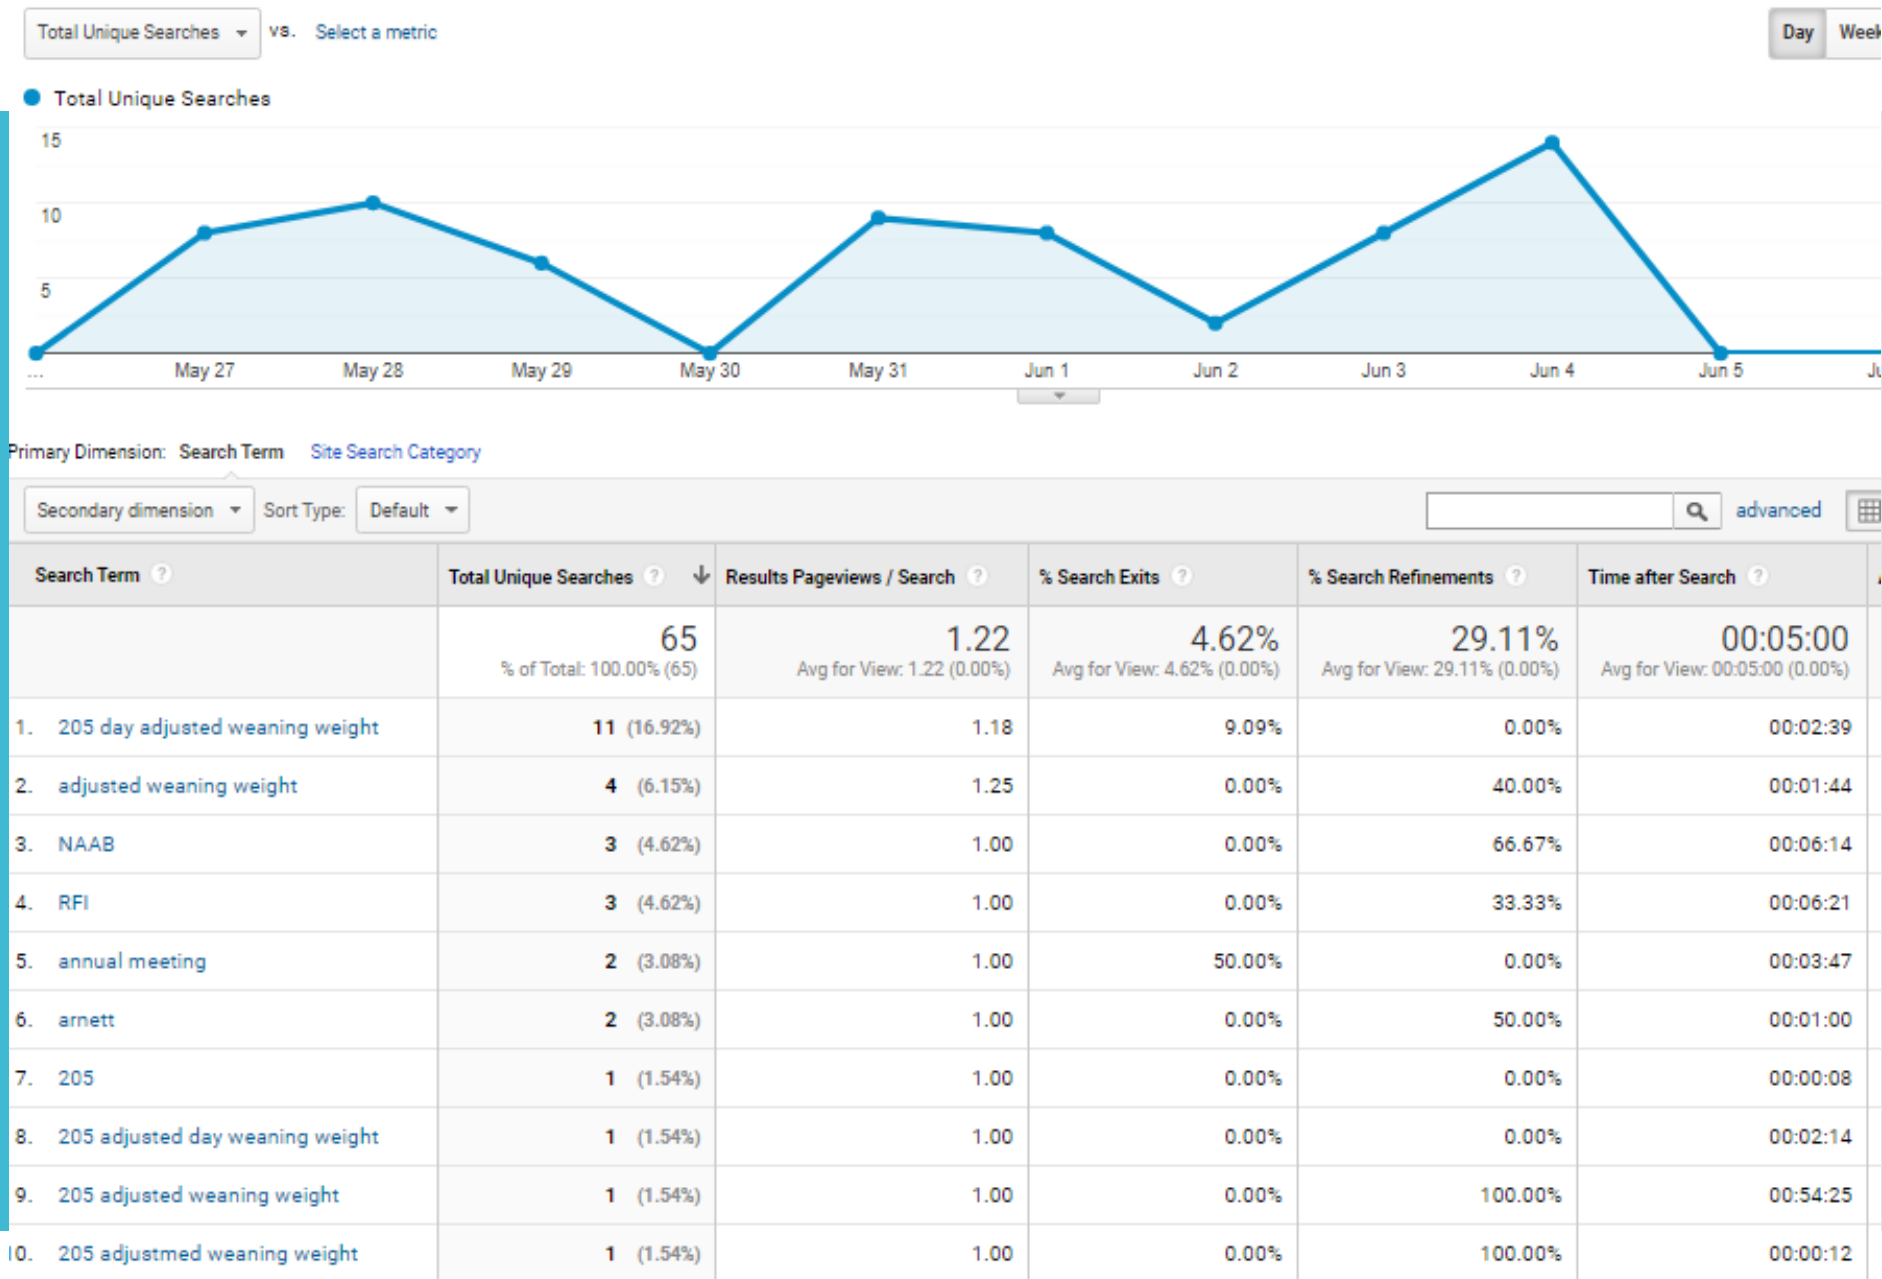 Total Unique Searches vs. Select a metric Day Week
Total Unique Searches
15
10
5
... May 27 May 28 May 29 May 30 May 31 Jun 1 Jun 2 Jun 3 Jun 4 Jun 5
Primary Dimension: Search Term Site Search Category
Secondary dimension Sort Type: Default advanced
Search Term ? Total Unique Searches ? Results Pageviews / Search ? % Search Exits ? % Search Refinements ? Time after Search ?
65 1.22 4.62% 29.11% 00:05:00
% of Total: 100.00% (65) Avg for View: 1.22 (0.00%) Avg for View: 4.62% (0.00%) Avg for View: 29.11% (0.00%) Avg for View: 00:05:00 (0.00%)
1. 205 day adjusted weaning weight 11 (16.92%) 1.18 9.09% 0.00% 00:02:39
2. adjusted weaning weight 4 (6.15%) 1.25 0.00% 40.00% 00:01:44
3. NAAB 3 (4.62%) 1.00 0.00% 66.67% 00:06:14
4. RFI 3 (4.62%) 1.00 0.00% 33.33% 00:06:21
5. annual meeting 2 (3.08%) 1.00 50.00% 0.00% 00:03:47
6. arnett 2 (3.08%) 1.00 0.00% 50.00% 00:01:00
7. 205 1 (1.54%) 1.00 0.00% 0.00% 00:00:08
8. 205 adjusted day weaning weight 1 (1.54%) 1.00 0.00% 0.00% 00:02:14
9. 205 adjusted weaning weight 1 (1.54%) 1.00 0.00% 100.00% 00:54:25
10. 205 adjustmed weaning weight 1 (1.54%) 1.00 0.00% 100.00% 00:00:12